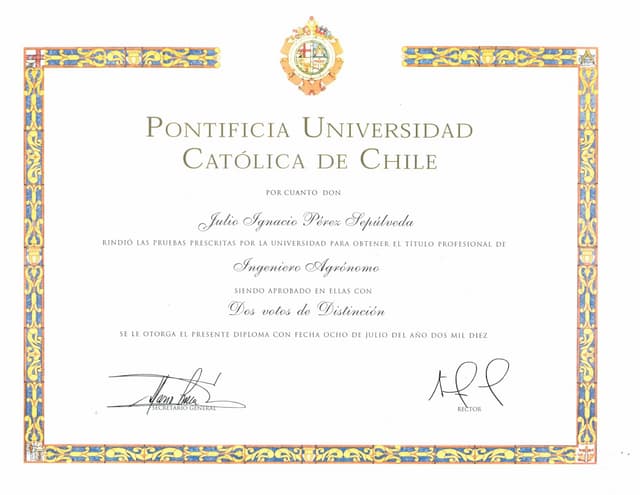 PONTIFICIA UNIVERSIDAD
CATÓLICA DE CHILE
POR CUANTO DON
Julio Ignacio Pérez Sepúlveda
RINDIÓ LAS PRUEBAS PRESCRITAS POR LA UNIVERSIDAD PARA OBTENER EL TÍTULO PROFESIONAL DE
Ingeniero Agrónomo
SIENDO APROBADO EN ELLAS CON
Dos votos de Distinción
SE LE OTORGA EL PRESENTE DIPLOMA CON FECHA OCHO DE JULIO DEL AÑO DOS MIL DIEZ
SECRETARIO GENERAL
RECTOR